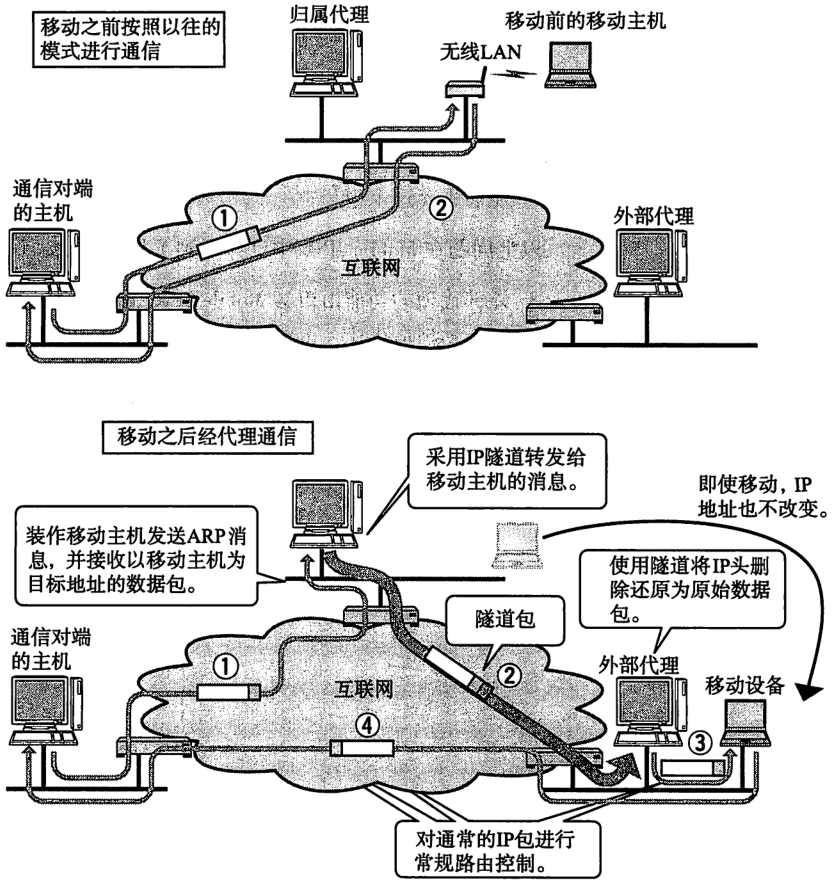 移动之前按照以往的
模式进行通信
归属代理
移动前的移动主机
无线LAN
通信对端
的主机
①
②
互联网
外部代理
移动之后经代理通信
采用IP隧道转发给
移动主机的消息。
即使移动，IP
地址也不改变。
装作移动主机发送ARP消
息，并接收以移动主机为
目标地址的数据包。
使用隧道将IP头删
除还原为原始数据
包。
隧道包
通信对端
的主机
①
互联网
②
外部代理
移动设备
③
④
对通常的IP包进行
常规路由控制。